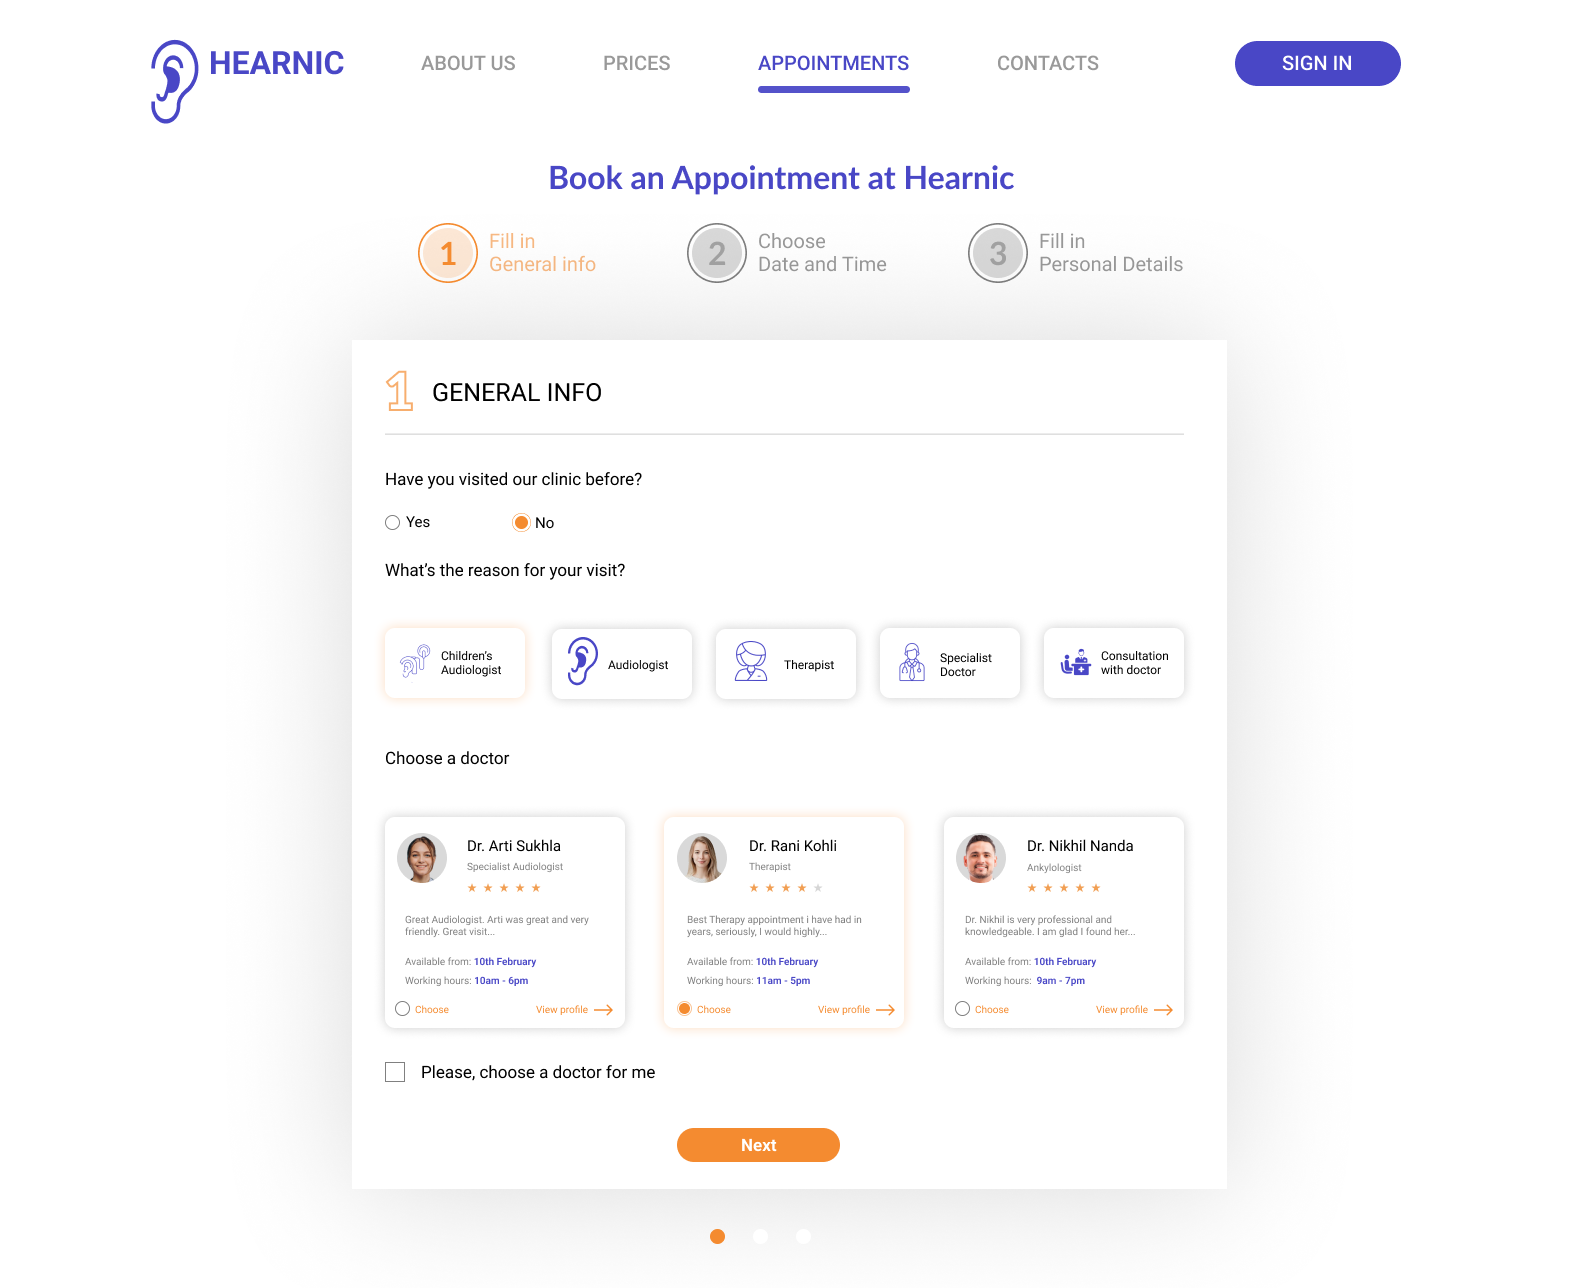 HEARNIC
ABOUT US
PRICES
APPOINTMENTS
CONTACTS
SIGN IN
Book an Appointment at Hearnic
1
Fill in
General info
2
Choose
Date and Time
3
Fill in
Personal Details
1 GENERAL INFO
Have you visited our clinic before?
Yes
No
What's the reason for your visit?
Children's
Audiologist
Audiologist
Therapist
Specialist
Doctor
Consultation
with doctor
Choose a doctor
Dr. Arti Sukhla
Specialist Audiologist
Great Audiologist. Arti was great and very
friendly. Great visit...
Available from: 10th February
Working hours: 10am - 6pm
Choose
View profile
Dr. Rani Kohli
Therapist
Best Therapy appointment i have had in
years, seriously, I would highly...
Available from: 10th February
Working hours: 11am - 5pm
Choose
View profile
Dr. Nikhil Nanda
Ankylologist
Dr. Nikhil is very professional and
knowledgeable. I am glad I found her...
Available from: 10th February
Working hours: 9am - 7pm
Choose
View profile
Please, choose a doctor for me
Next